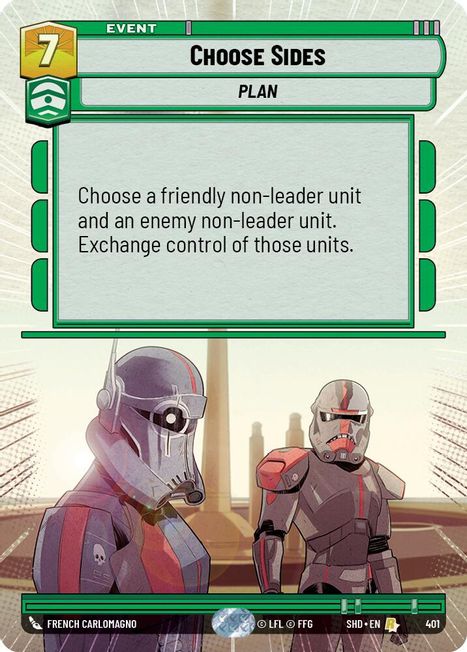 7
EVENT
CHOOSE SIDES
PLAN
Choose a friendly non-leader unit
and an enemy non-leader unit.
Exchange control of those units.
FRENCH CARLOMAGNO
© LFL © FFG
SHD • EN
R
401